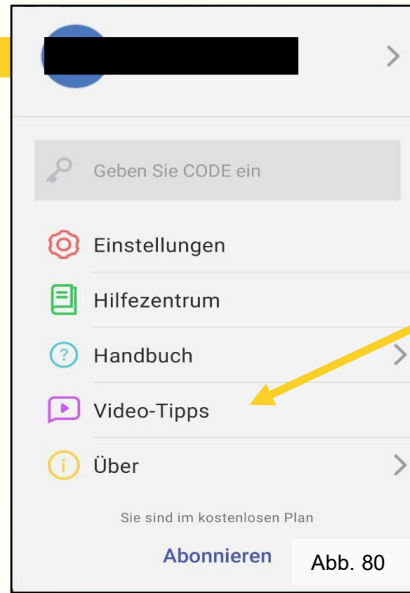 Geben Sie CODE ein
Einstellungen
Hilfezentrum
Handbuch
Video-Tipps
Über
Sie sind im kostenlosen Plan
Abonnieren
Abb. 80